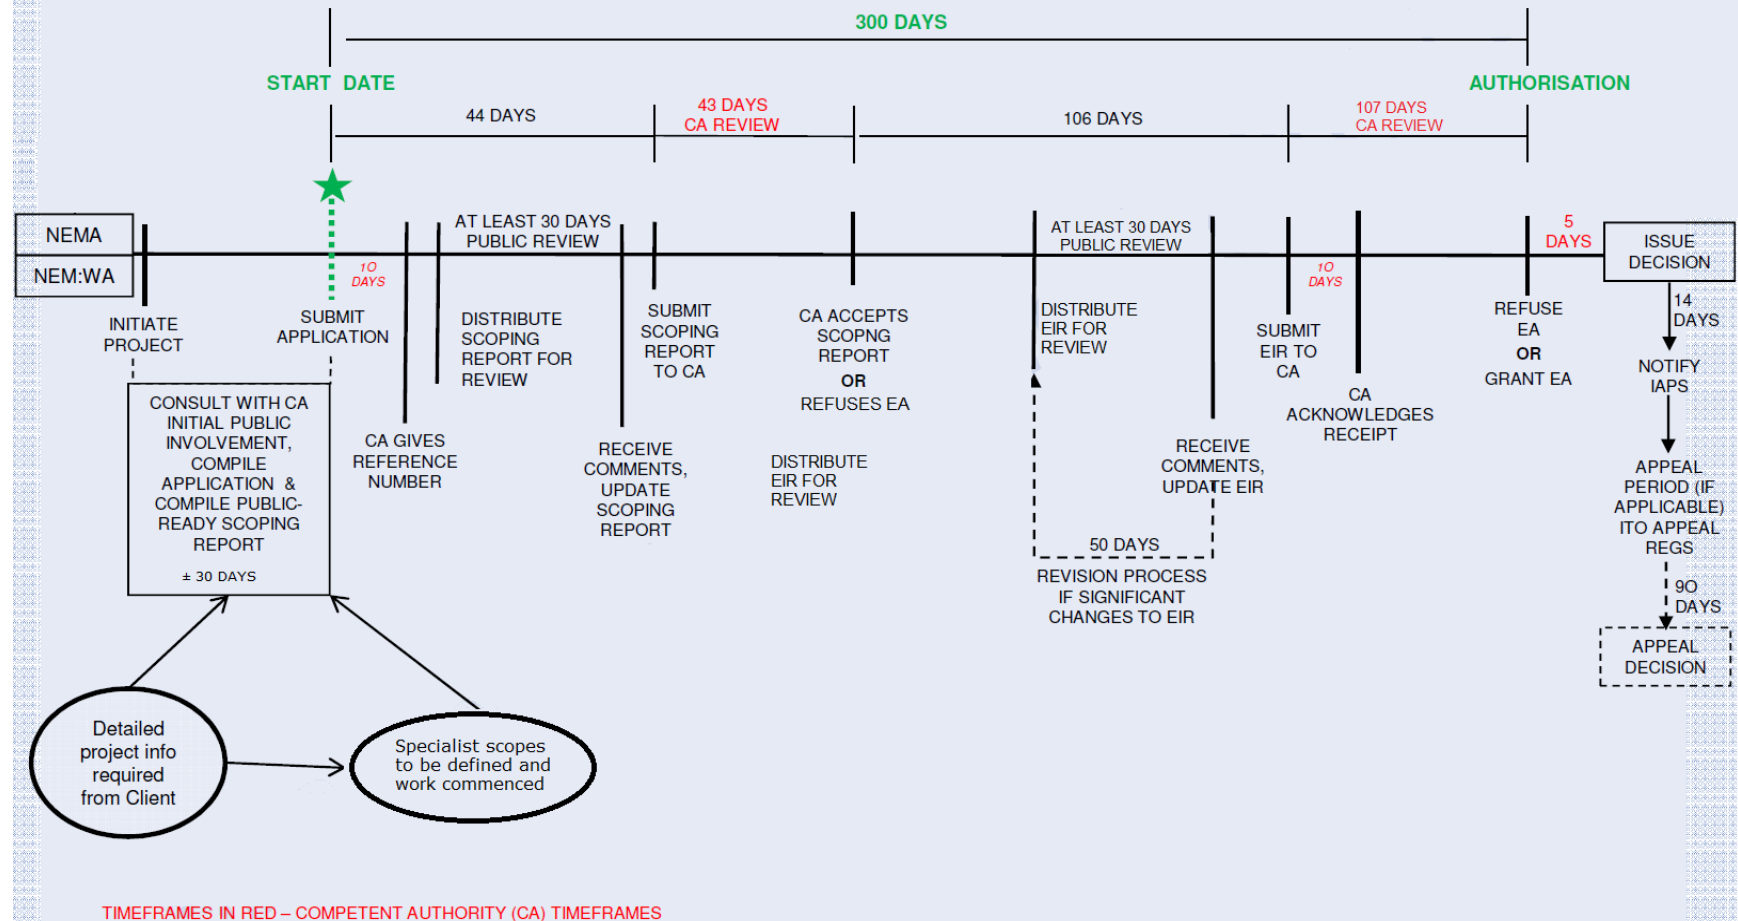 300 DAYS
START DATE
AUTHORISATION
44 DAYS
43 DAYS
CA REVIEW
106 DAYS
107 DAYS
CA REVIEW
NEMA
NEM:WA
10
DAYS
AT LEAST 30 DAYS
PUBLIC REVIEW
AT LEAST 30 DAYS
PUBLIC REVIEW
10
DAYS
5
DAYS
ISSUE
DECISION
INITIATE
PROJECT
SUBMIT
APPLICATION
DISTRIBUTE
SCOPING
REPORT FOR
REVIEW
SUBMIT
SCOPING
REPORT
TO CA
CA ACCEPTS
SCOPNG
REPORT
OR
REFUSES EA
DISTRIBUTE
EIR FOR
REVIEW
SUBMIT
EIR TO
CA
REFUSE
EA
OR
GRANT EA
14
DAYS
NOTIFY
IAPS
CONSULT WITH CA
INITIAL PUBLIC
INVOLVEMENT,
COMPILE
APPLICATION &
COMPILE PUBLIC-
READY SCOPING
REPORT
± 30 DAYS
CA GIVES
REFERENCE
NUMBER
RECEIVE
COMMENTS,
UPDATE
SCOPING
REPORT
DISTRIBUTE
EIR FOR
REVIEW
RECEIVE
COMMENTS,
UPDATE EIR
CA
ACKNOWLEDGES
RECEIPT
APPEAL
PERIOD (IF
APPLICABLE)
ITO APPEAL
REGS
50 DAYS
REVISION PROCESS
IF SIGNIFICANT
CHANGES TO EIR
90
DAYS
APPEAL
DECISION
Detailed
project info
required
from Client
Specialist scopes
to be defined and
work commenced
TIMEFRAMES IN RED – COMPETENT AUTHORITY (CA) TIMEFRAMES